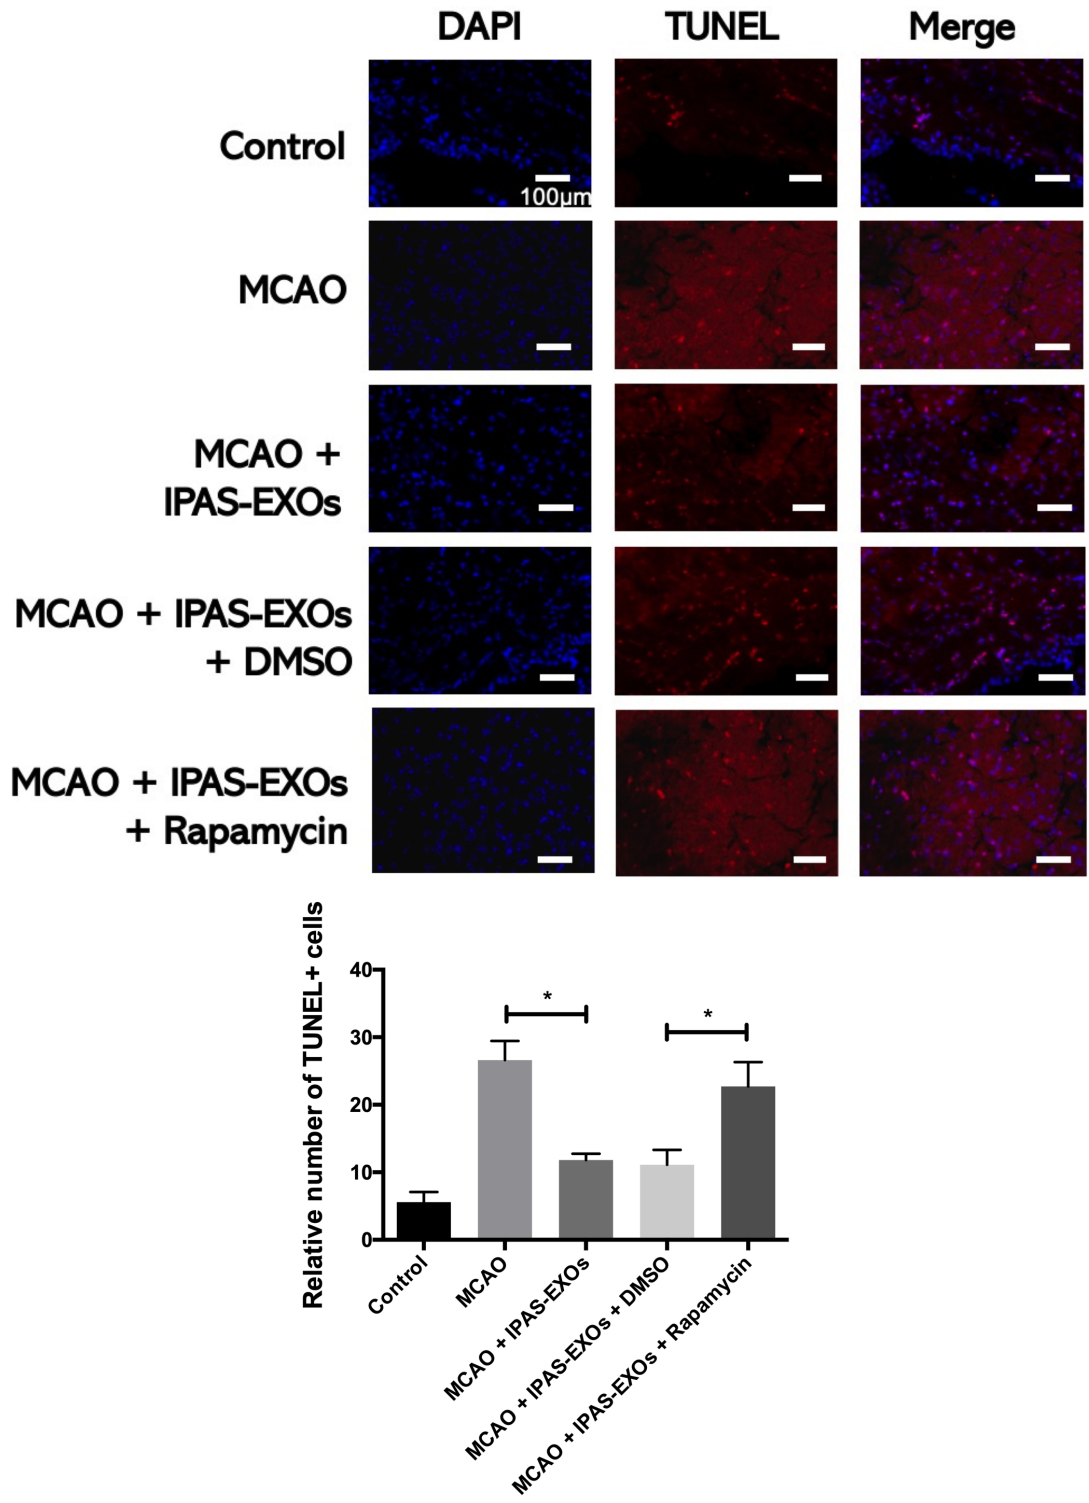 DAPI TUNEL Merge
Control
100μm
MCAO
MCAO +
IPAS-EXOs
MCAO + IPAS-EXOs
+ DMSO
MCAO + IPAS-EXOs
+ Rapamycin
Relative number of TUNEL+ cells
40
30
20
10
0
* *
Control
MCAO
MCAO + IPAS-EXOs
MCAO + IPAS-EXOs + DMSO
MCAO + IPAS-EXOs + Rapamycin